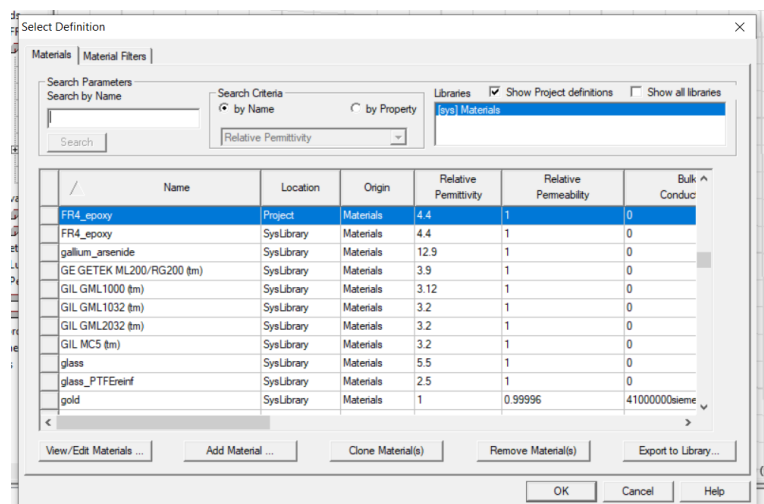 Select Definition
Materials Material Filters
Search Parameters
Search by Name
Search
Search Criteria
by Name by Property
Relative Permittivity
Libraries Show Project definitions Show all libraries
[sys] Materials
/ Name Location Origin Relative Permittivity Relative Permeability Bulk Conduc
FR4_epoxy Project Materials 4.4 1 0
FR4_epoxy SysLibrary Materials 4.4 1 0
gallium_arsenide SysLibrary Materials 12.9 1 0
GE GETEK ML200/RG200 (tm) SysLibrary Materials 3.9 1 0
GIL GML1000 (tm) SysLibrary Materials 3.12 1 0
GIL GML1032 (tm) SysLibrary Materials 3.2 1 0
GIL GML2032 (tm) SysLibrary Materials 3.2 1 0
GIL MC5 (tm) SysLibrary Materials 3.2 1 0
glass SysLibrary Materials 5.5 1 0
glass_PTFEreinf SysLibrary Materials 2.5 1 0
gold SysLibrary Materials 1 0.99996 41000000sieme
View/Edit Materials ... Add Material ... Clone Material(s) Remove Material(s) Export to Library...
OK Cancel Help